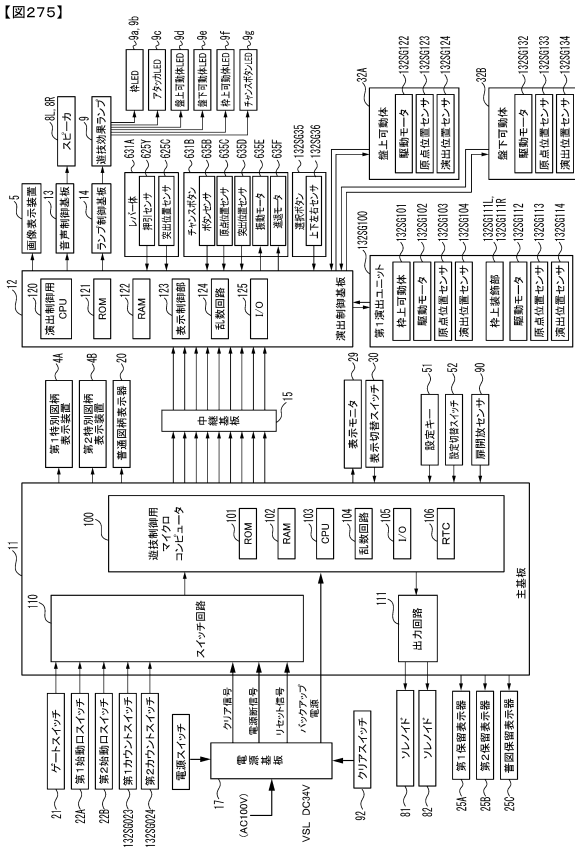 【図275】
21
ゲートスイッチ
22A
第1始動口スイッチ
22B
第2始動口スイッチ
132SG023
第1カウントスイッチ
132SG024
第2カウントスイッチ
電源スイッチ
17
電源基板
(AC100V)
VSL DC34V
クリア信号
電源断信号
リセット信号
バックアップ電源
92
クリアスイッチ
81
ソレノイド
82
ソレノイド
25A
第1保留表示器
25B
第2保留表示器
25C
普図保留表示器
11
主基板
110
スイッチ回路
111
出力回路
100
遊技制御用
マイクロ
コンピュータ
101
ROM
102
RAM
103
CPU
104
乱数回路
105
I/O
106
RTC
4A
第1特別図柄
表示装置
4B
第2特別図柄
表示装置
20
普通図柄表示器
15
中継基板
29
表示モニタ
30
表示切替スイッチ
51
設定キー
52
設定切替スイッチ
90
扉開放センサ
12
演出制御基板
120
演出制御用
CPU
121
ROM
122
RAM
123
表示制御部
124
乱数回路
125
I/O
5
画像表示装置
13
音声制御基板
14
ランプ制御基板
8L, 8R
スピーカ
9
遊技効果ランプ
9a, 9b
枠LED
9c
アタッカLED
9d
盤上可動体LED
9e
盤下可動体LED
9f
枠上可動体LED
9g
チャンスボタンLED
631A
レバー体
625Y
押引センサ
625C
突出位置センサ
631B
チャンスボタン
635B
ボタンセンサ
635C
原点位置センサ
635D
突出位置センサ
635E
振動モータ
635F
進退モータ
132SG35
選択ボタン
132SG36
上下左右センサ
132SG100
第1演出ユニット
132SG101
枠上可動体
132SG102
駆動モータ
132SG103
原点位置センサ
132SG104
演出位置センサ
132SG111L
132SG111R
枠上装飾部
132SG112
駆動モータ
132SG113
原点位置センサ
132SG114
演出位置センサ
32A
盤上可動体
132SG122
駆動モータ
132SG123
原点位置センサ
132SG124
演出位置センサ
32B
盤下可動体
132SG132
駆動モータ
132SG133
原点位置センサ
132SG134
演出位置センサ